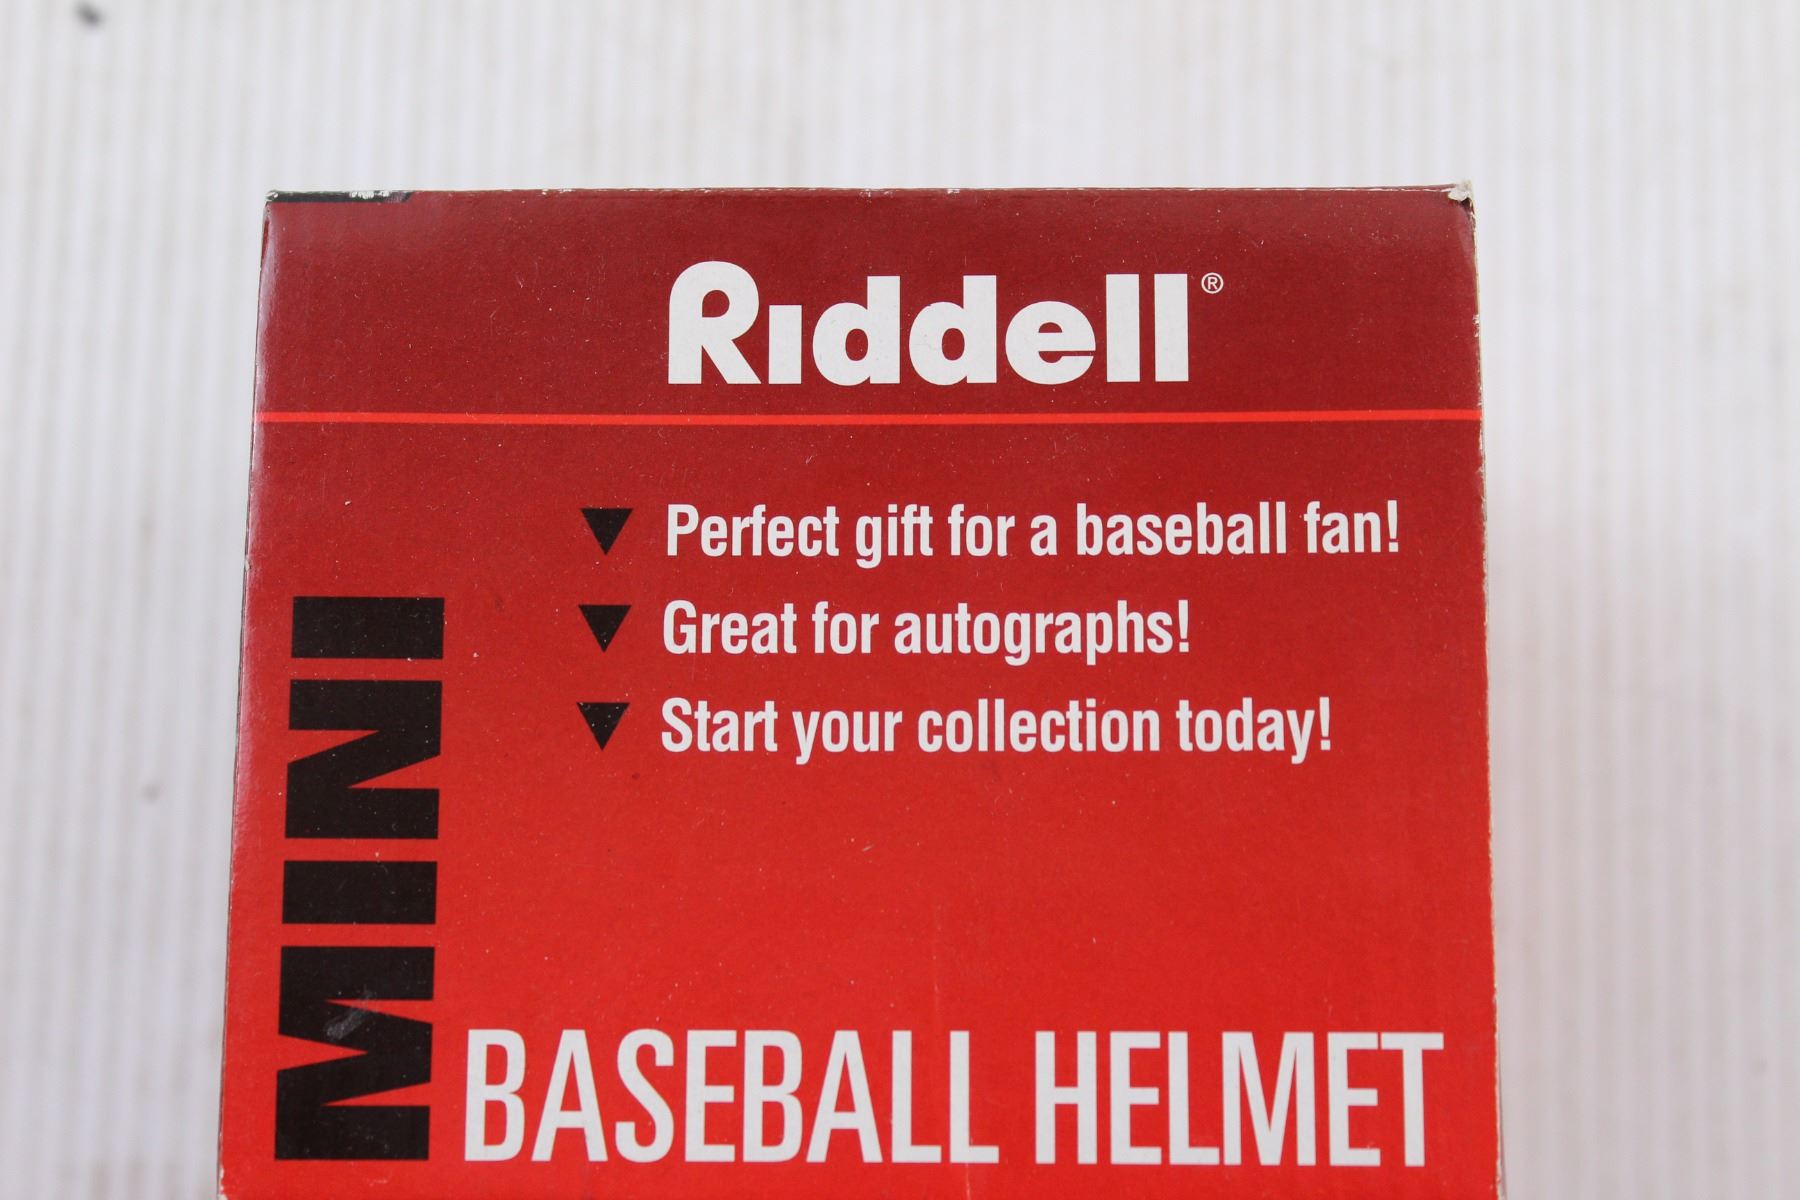 Riddell®
Perfect gift for a baseball fan!
Great for autographs!
Start your collection today!
MINI
BASEBALL HELMET